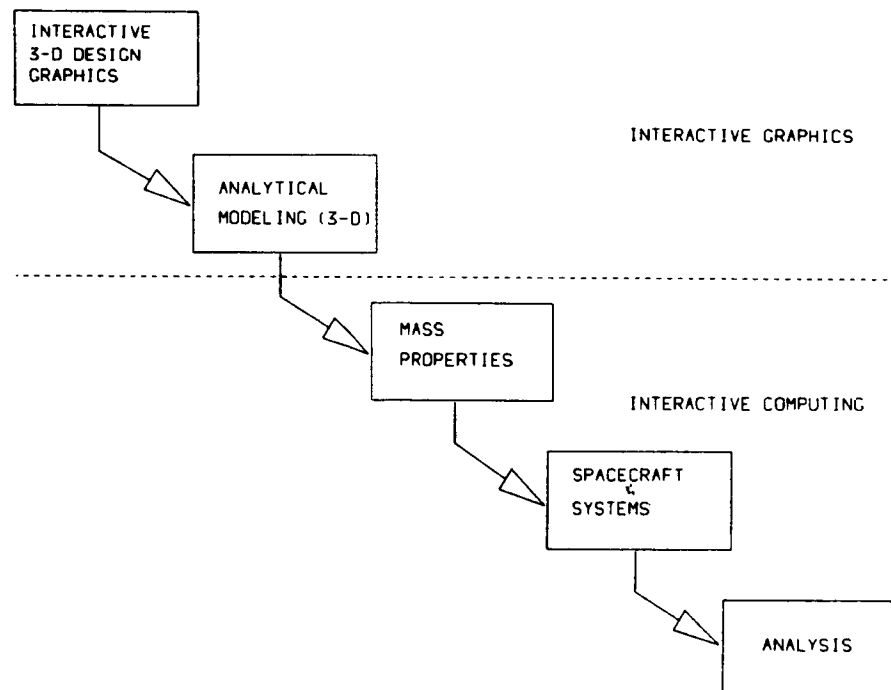 INTERACTIVE
3-D DESIGN
GRAPHICS
INTERACTIVE GRAPHICS
ANALYTICAL
MODELING (3-D)
MASS
PROPERTIES
INTERACTIVE COMPUTING
SPACECRAFT
SYSTEMS
ANALYSIS